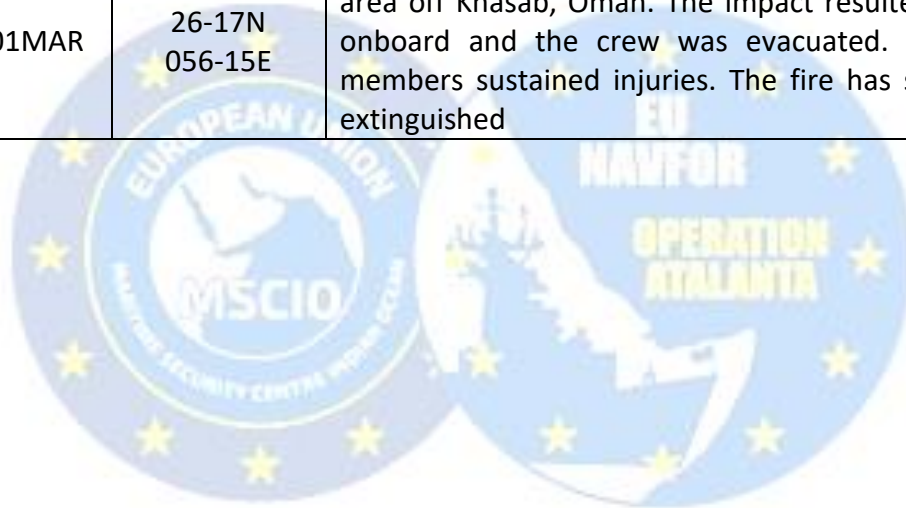 area off Khasab, Oman. The impact resulte
01MAR
26-17N
onboard and the crew was evacuated.
056-15E
members sustained injuries. The fire has s
extinguished
EUROPEAN UNION
MSCIO
MARITIME SECURITY CENTRE INDIAN OCEAN
EU
NAVFOR
OPERATION
ATALANTA